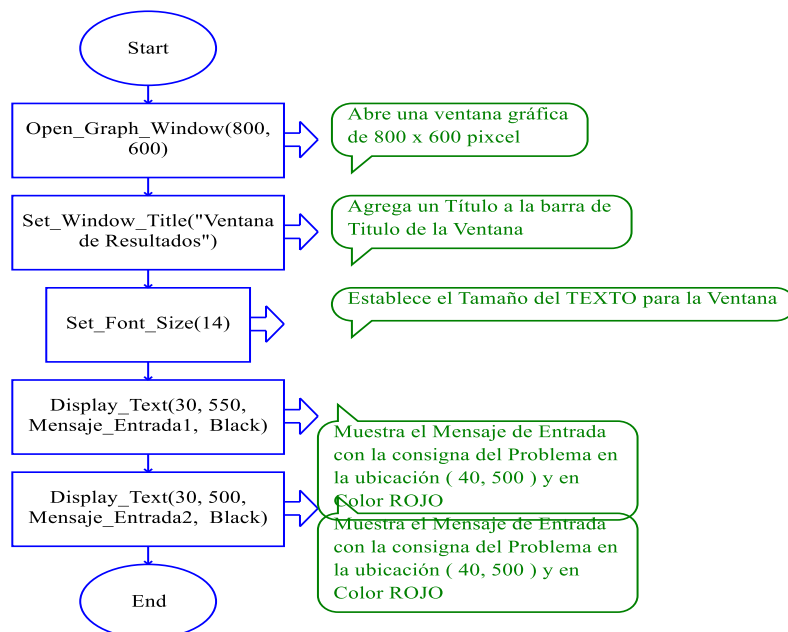 Start
Open_Graph_Window(800,
600)
Abre una ventana gráfica
de 800 x 600 pixcel
Set_Window_Title("Ventana
de Resultados")
Agrega un Título a la barra de
Titulo de la Ventana
Set_Font_Size(14)
Establece el Tamaño del TEXTO para la Ventana
Display_Text(30, 550,
Mensaje_Entrada1, Black)
Muestra el Mensaje de Entrada
con la consigna del Problema en
la ubicación ( 40, 500 ) y en
Color ROJO
Display_Text(30, 500,
Mensaje_Entrada2, Black)
Muestra el Mensaje de Entrada
con la consigna del Problema en
la ubicación ( 40, 500 ) y en
Color ROJO
End